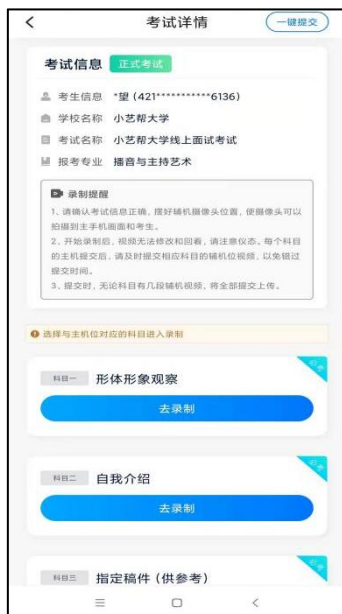 考试详情
一键提交
考试信息 正式考试
考生信息 *望 (421***********6136)
学校名称 小艺帮大学
考试名称 小艺帮大学线上面试考试
报考专业 播音与主持艺术
录制提醒
1、请确认考试信息正确，摆好辅机摄像头位置，使摄像头可以
拍摄到主手机画面和考生。
2、开始录制后，视频无法修改和回看，请注意仪态。每个科目
的主机提交后，请及时提交相应科目的辅机位视频，以免错过
提交时间。
3、提交时，无论科目有几段辅机视频，将全部提交上传。
选择与主机位对应的科目进入录制
必考
科目一 形体形象观察
去录制
必考
科目二 自我介绍
去录制
必考
科目三 指定稿件 (供参考)